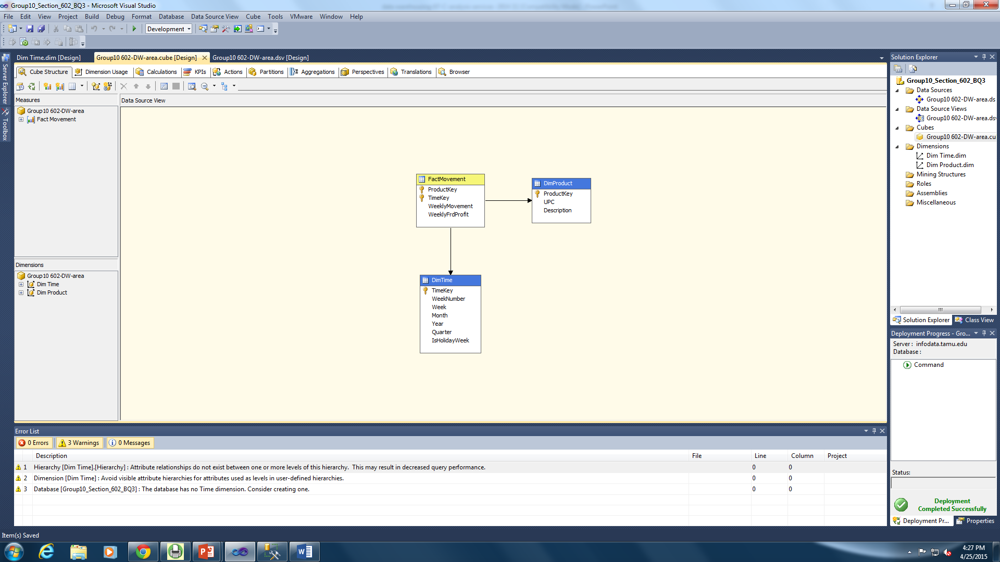 Group10_Section_602_BQ3 - Microsoft Visual Studio
File Edit View Project Build Debug Format Database Data Source View Cube Tools VMware Window Help
Development
Dim Time.dim [Design] Group10 602-DW-area.cube [Design] Group10 602-DW-area.dsv [Design]
Cube Structure Dimension Usage Calculations KPIs Actions Partitions Aggregations Perspectives Translations Browser
Server Explorer
Toolbox
Measures
Group10 602-DW-area
Fact Movement
Dimensions
Group10 602-DW-area
Dim Time
Dim Product
Data Source View
FactMovement
ProductKey
TimeKey
WeeklyMovement
WeeklyFrdProfit
DimProduct
ProductKey
UPC
Description
DimTime
TimeKey
WeekNumber
Week
Month
Year
Quarter
IsHolidayWeek
Solution Explorer
Group10_Section_602_BQ3
Data Sources
Group10 602-DW-area.ds
Data Source Views
Group10 602-DW-area.dsv
Cubes
Group10 602-DW-area.cu
Dimensions
Dim Time.dim
Dim Product.dim
Mining Structures
Roles
Assemblies
Miscellaneous
Solution Explorer Class View
Deployment Progress - Gro...
Server : infodata.tamu.edu
Database :
Command
Status:
Deployment
Completed Successfully
Deployment Pr... Properties
Error List
0 Errors 3 Warnings 0 Messages
Description File Line Column Project
1 Hierarchy [Dim Time].[Hierarchy] : Attribute relationships do not exist between one or more levels of this hierarchy. This may result in decreased query performance. 0 0
2 Dimension [Dim Time] : Avoid visible attribute hierarchies for attributes used as levels in user-defined hierarchies. 0 0
3 Database [Group10_Section_602_BQ3] : The database has no Time dimension. Consider creating one. 0 0
Item(s) Saved
4:27 PM
4/25/2015